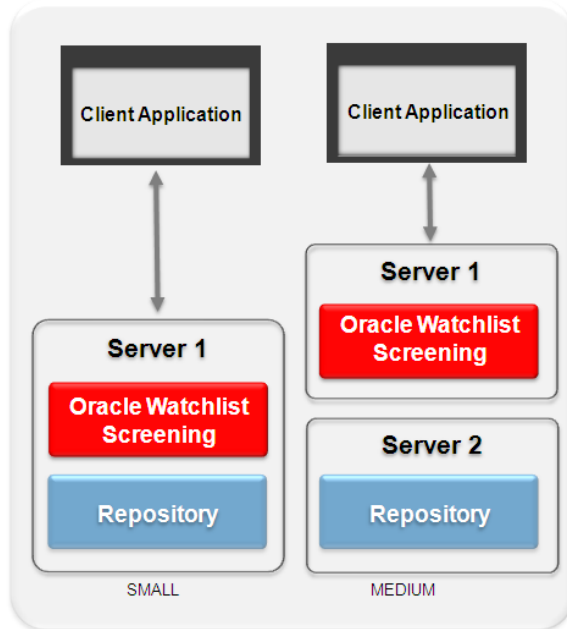 Client Application
Server 1
Oracle Watchlist
Screening
Repository
SMALL
Client Application
Server 1
Oracle Watchlist
Screening
Server 2
Repository
MEDIUM